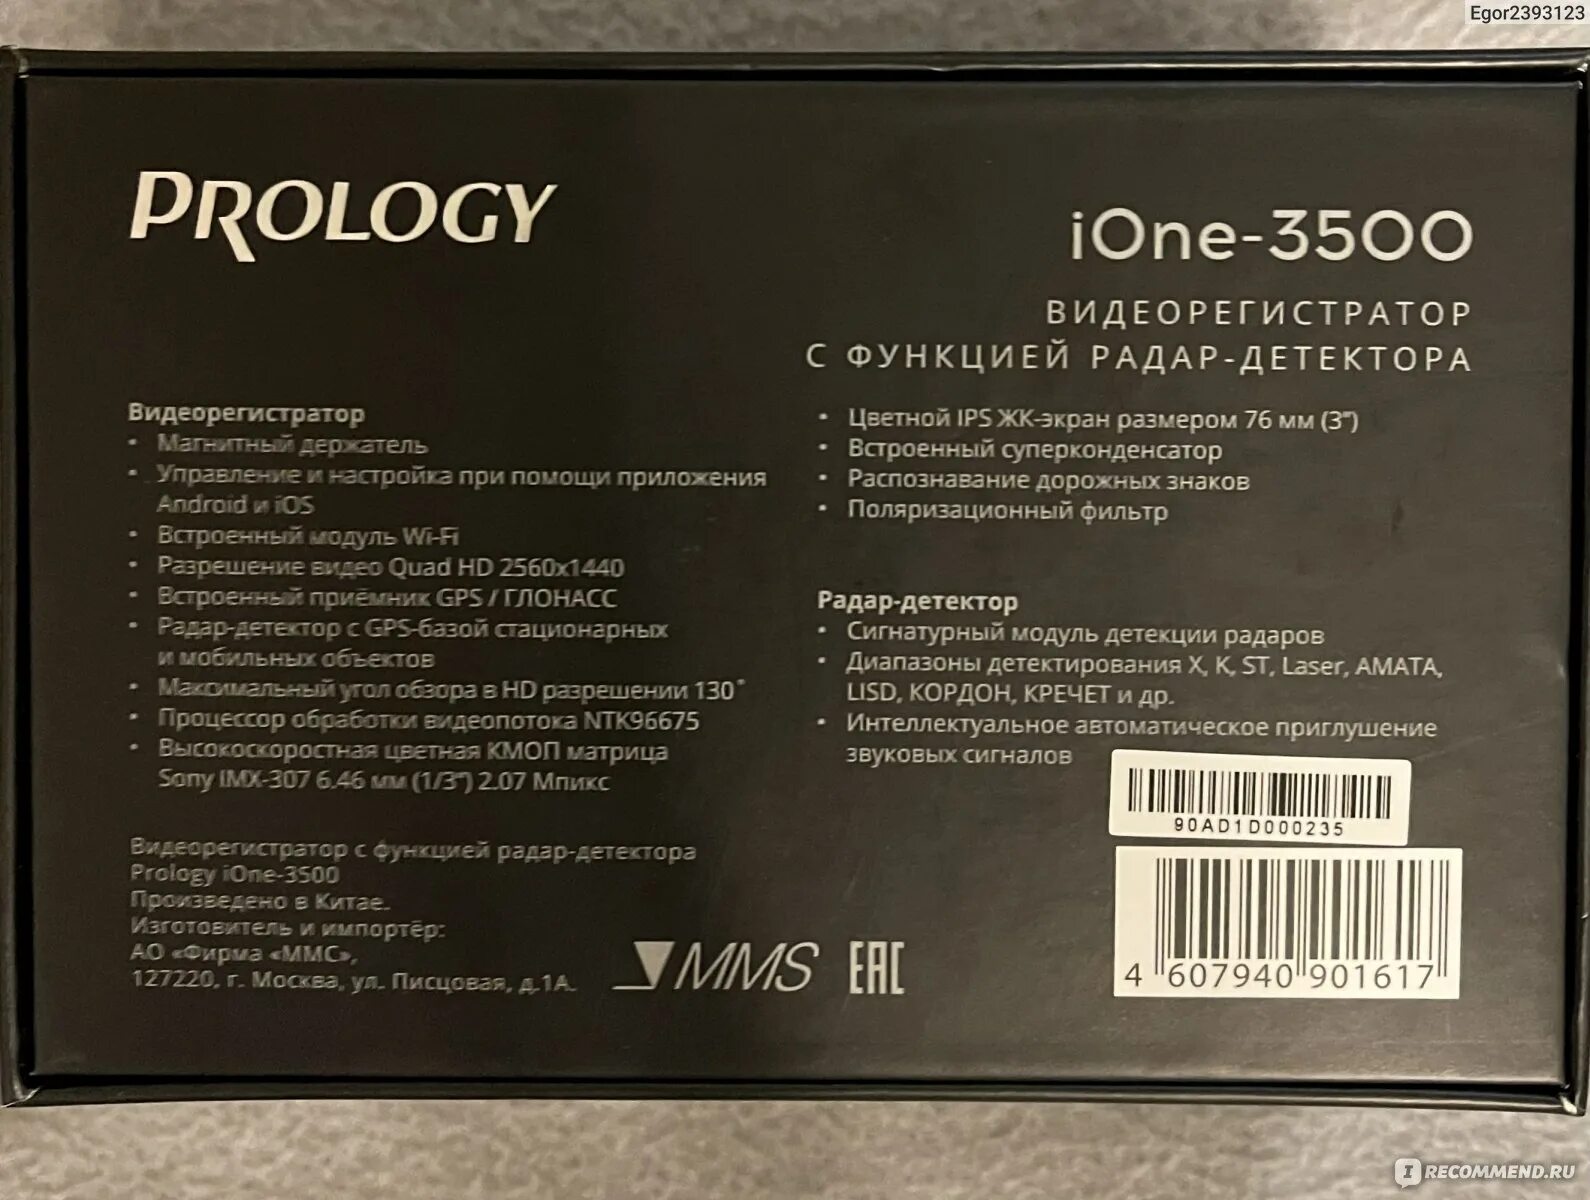 Egor2393123
PROLOGY
iOne-3500
ВИДЕОРЕГИСТРАТОР
С ФУНКЦИЕЙ РАДАР-ДЕТЕКТОРА
Видеорегистратор
• Магнитный держатель
• Управление и настройка при помощи приложения
Android и iOS
• Встроенный модуль Wi-Fi
• Разрешение видео Quad HD 2560x1440
• Встроенный приёмник GPS / ГЛОНАСС
• Радар-детектор с GPS-базой стационарных
и мобильных объектов
• Максимальный угол обзора в HD разрешении 130°
• Процессор обработки видеопотока NTK96675
• Высокоскоростная цветная КМОП матрица
Sony IMX-307 6.46 мм (1/3") 2.07 Мпикс
• Цветной IPS ЖК-экран размером 76 мм (3")
• Встроенный суперконденсатор
• Распознавание дорожных знаков
• Поляризационный фильтр
Радар-детектор
• Сигнатурный модуль детекции радаров
• Диапазоны детектирования X, K, ST, Laser, AMATA,
LISD, КОРДОН, КРЕЧЕТ и др.
• Интеллектуальное автоматическое приглушение
звуковых сигналов
Видеорегистратор с функцией радар-детектора
Prology iOne-3500
Произведено в Китае.
Изготовитель и импортёр:
АО «Фирма «ММС»,
127220, г. Москва, ул. Писцовая, д.1А.
MMS
EAC
90AD1D000235
4 607940 901617
RECOMMEND.RU